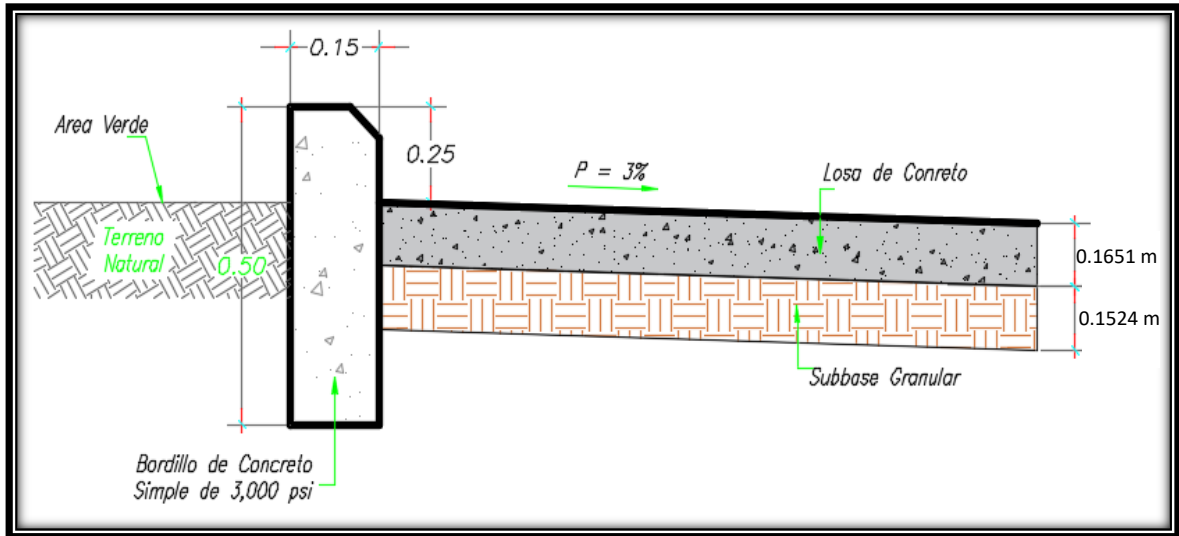 0.15
Area Verde
0.25
P = 3%
Losa de Conreto
Terreno
Natural
0.50
0.1651 m
0.1524 m
Subbase Granular
Bordillo de Concreto
Simple de 3,000 psi